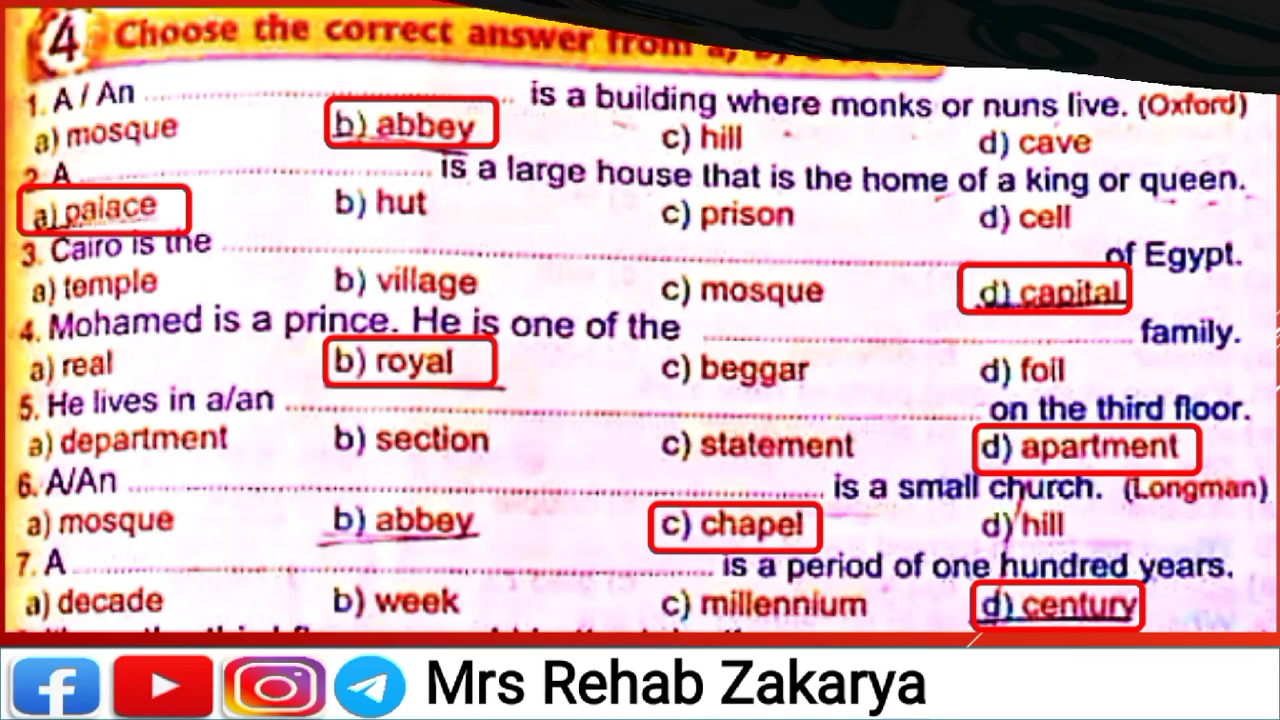 4 Choose the correct answer from a, b,
1. A / An ........................ is a building where monks or nuns live. (Oxford)
a) mosque b) abbey c) hill d) cave
2. A ........................ is a large house that is the home of a king or queen.
a) palace b) hut c) prison d) cell
3. Cairo is the ........................ of Egypt.
a) temple b) village c) mosque d) capital
4. Mohamed is a prince. He is one of the ........................ family.
a) real b) royal c) beggar d) foil
5. He lives in a/an ........................ on the third floor.
a) department b) section c) statement d) apartment
6. A/An ........................ is a small church. (Longman)
a) mosque b) abbey c) chapel d) hill
7. A ........................ is a period of one hundred years.
a) decade b) week c) millennium d) century
Mrs Rehab Zakarya